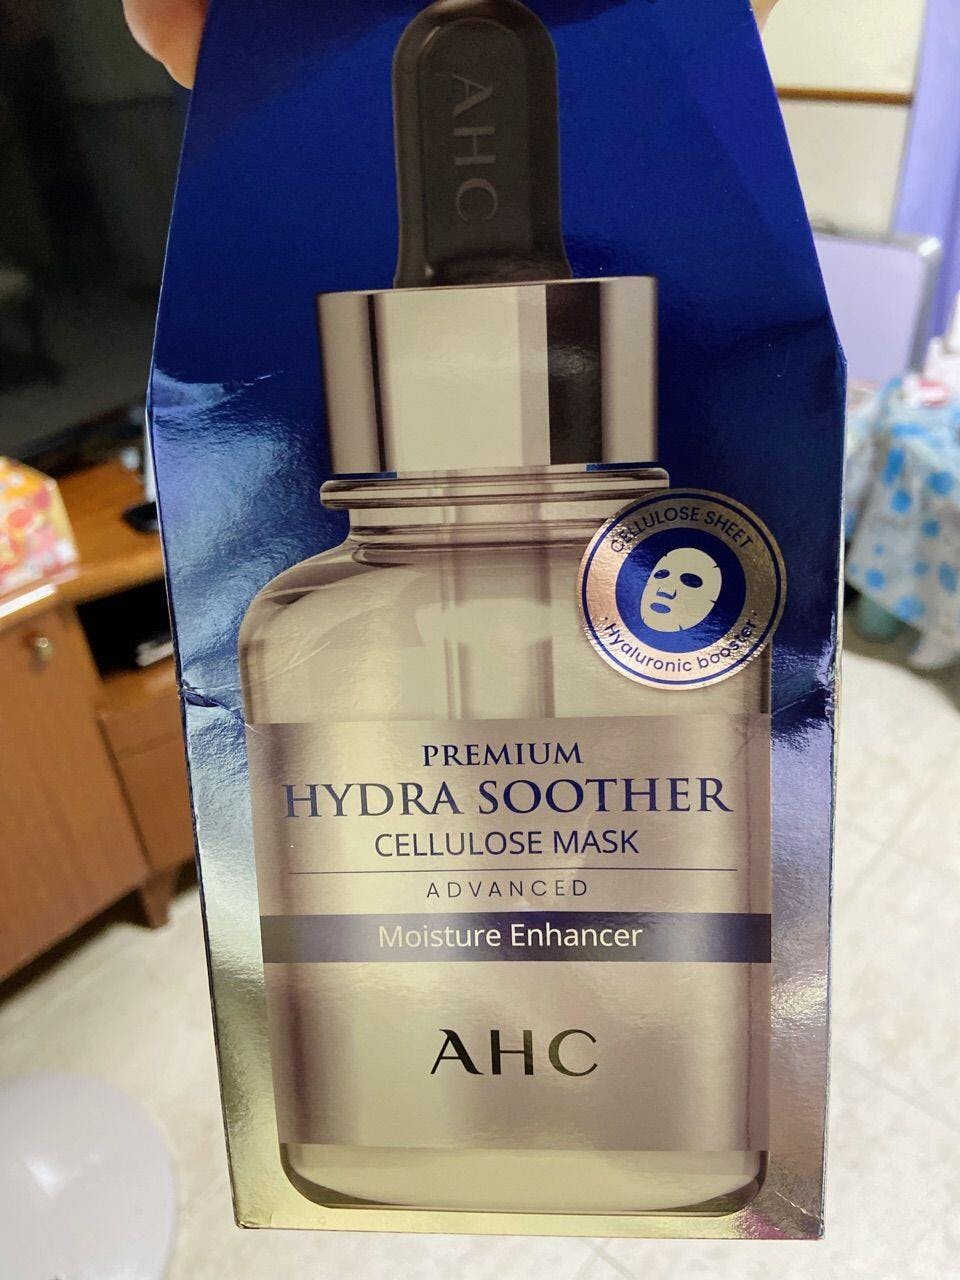 AHC
CELLULOSE SHEET
· Hyaluronic booster ·
PREMIUM
HYDRA SOOTHER
CELLULOSE MASK
ADVANCED
Moisture Enhancer
AHC